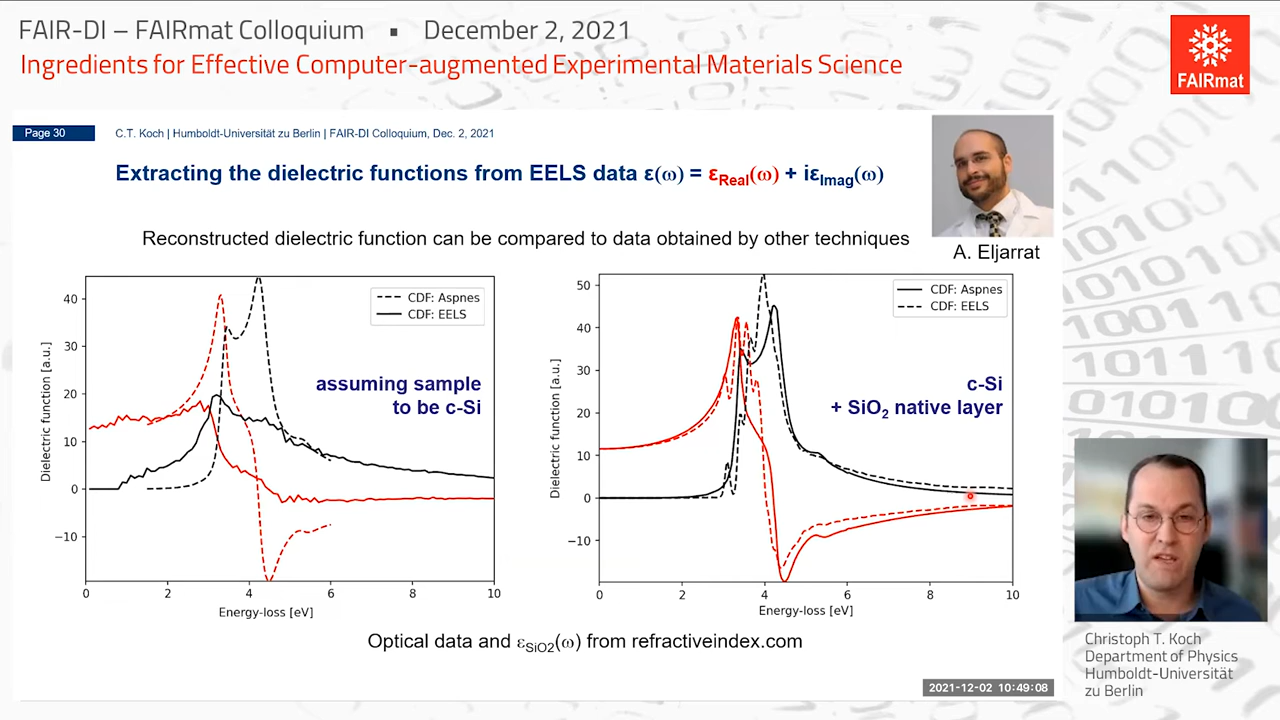 FAIR-DI – FAIRmat Colloquium ▪ December 2, 2021
Ingredients for Effective Computer-augmented Experimental Materials Science
FAIRmat
Page 30
C.T. Koch | Humboldt-Universität zu Berlin | FAIR-DI Colloquium, Dec. 2, 2021
Extracting the dielectric functions from EELS data ε(ω) = εReal(ω) + iεImag(ω)
Reconstructed dielectric function can be compared to data obtained by other techniques
A. Eljarrat
Dielectric function [a.u.]
40
30
20
10
0
−10
CDF: Aspnes
CDF: EELS
assuming sample
to be c-Si
0 2 4 6 8 10
Energy-loss [eV]
Dielectric function [a.u.]
50
40
30
20
10
0
−10
CDF: Aspnes
CDF: EELS
c-Si
+ SiO2 native layer
0 2 4 6 8 10
Energy-loss [eV]
Optical data and εSiO2(ω) from refractiveindex.com
2021-12-02 10:49:08
Christoph T. Koch
Department of Physics
Humboldt-Universität
zu Berlin